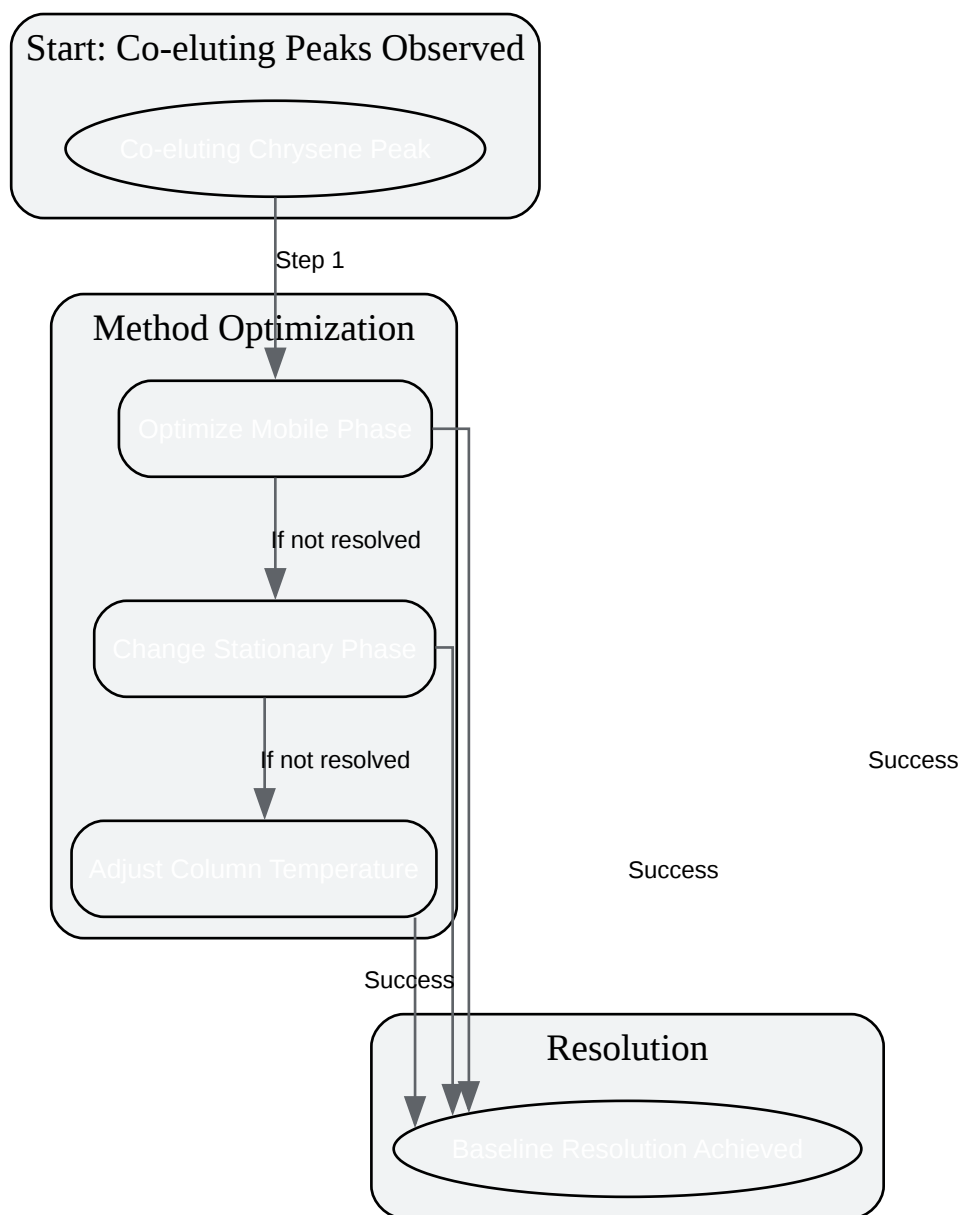 Start: Co-eluting Peaks Observed
Co-eluting Chrysene Peak
Step 1
Method Optimization
Optimize Mobile Phase
If not resolved
Change Stationary Phase
If not resolved
Success
Adjust Column Temperature
Success
Success
Resolution
Baseline Resolution Achieved